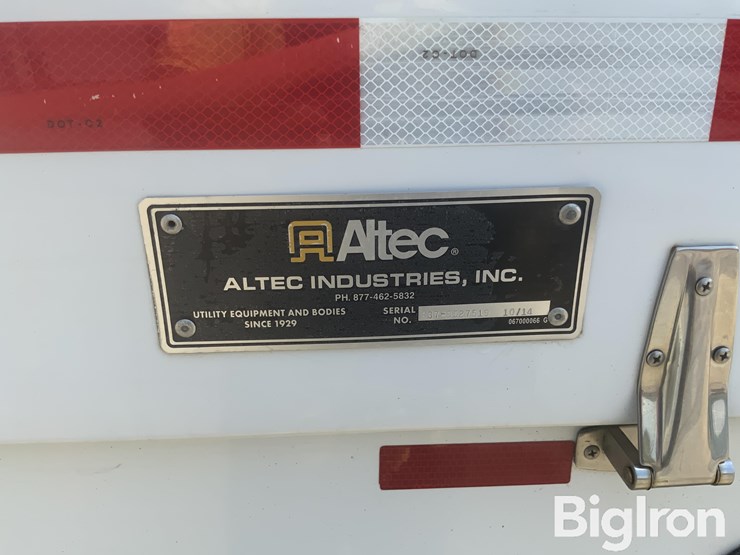 DOT-C2
DOT-C2
Altec®
ALTEC INDUSTRIES, INC.
PH. 877-462-5832
UTILITY EQUIPMENT AND BODIES
SINCE 1929
SERIAL
NO.
10/14
067000066 G
BigIron